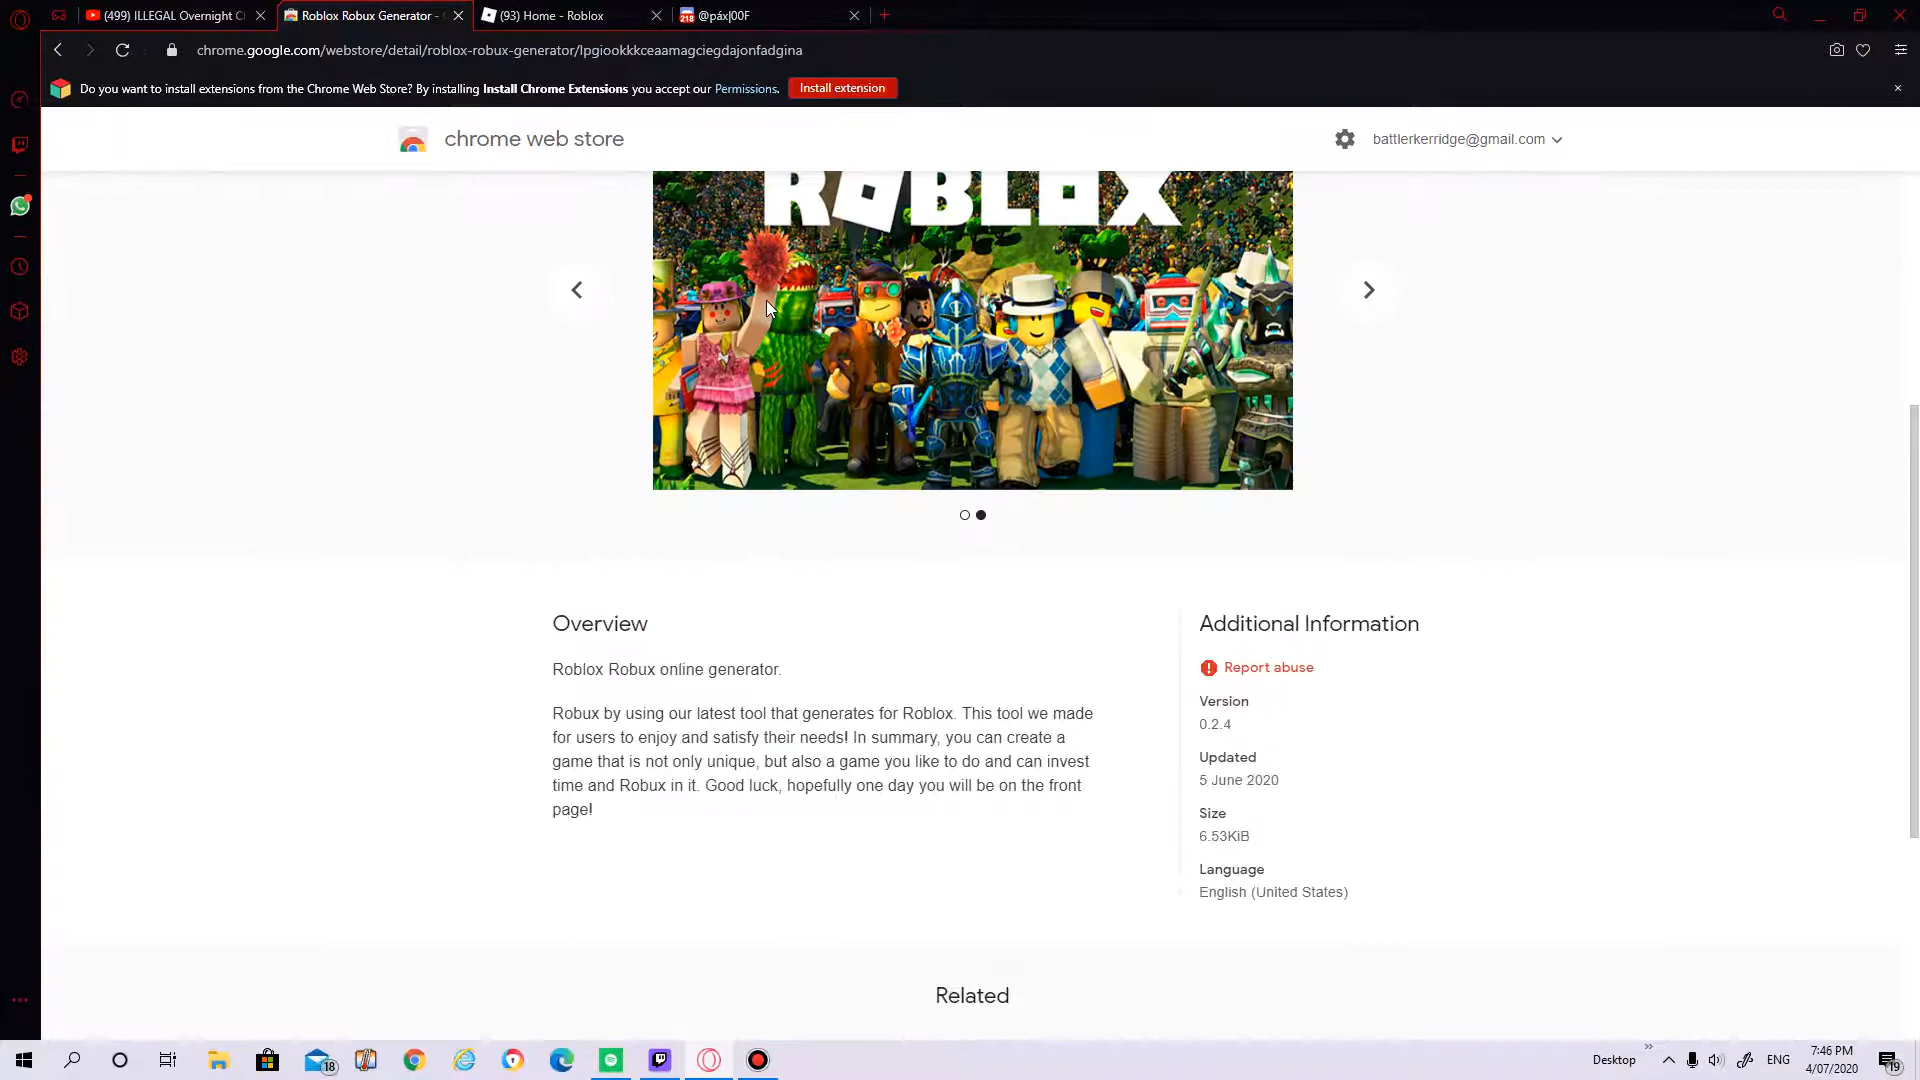 (499) ILLEGAL Overnight C
Roblox Robux Generator -
(93) Home - Roblox
218 @páx|00F
chrome.google.com/webstore/detail/roblox-robux-generator/lpgiookkkceaamagciegdajonfadgina
Do you want to install extensions from the Chrome Web Store? By installing Install Chrome Extensions you accept our Permissions.
Install extension
chrome web store
battlerkerridge@gmail.com
ROBLOX
Overview
Roblox Robux online generator.
Robux by using our latest tool that generates for Roblox. This tool we made
for users to enjoy and satisfy their needs! In summary, you can create a
game that is not only unique, but also a game you like to do and can invest
time and Robux in it. Good luck, hopefully one day you will be on the front
page!
Additional Information
Report abuse
Version
0.2.4
Updated
5 June 2020
Size
6.53KiB
Language
English (United States)
Related
18
Desktop
ENG
7:46 PM
4/07/2020
19